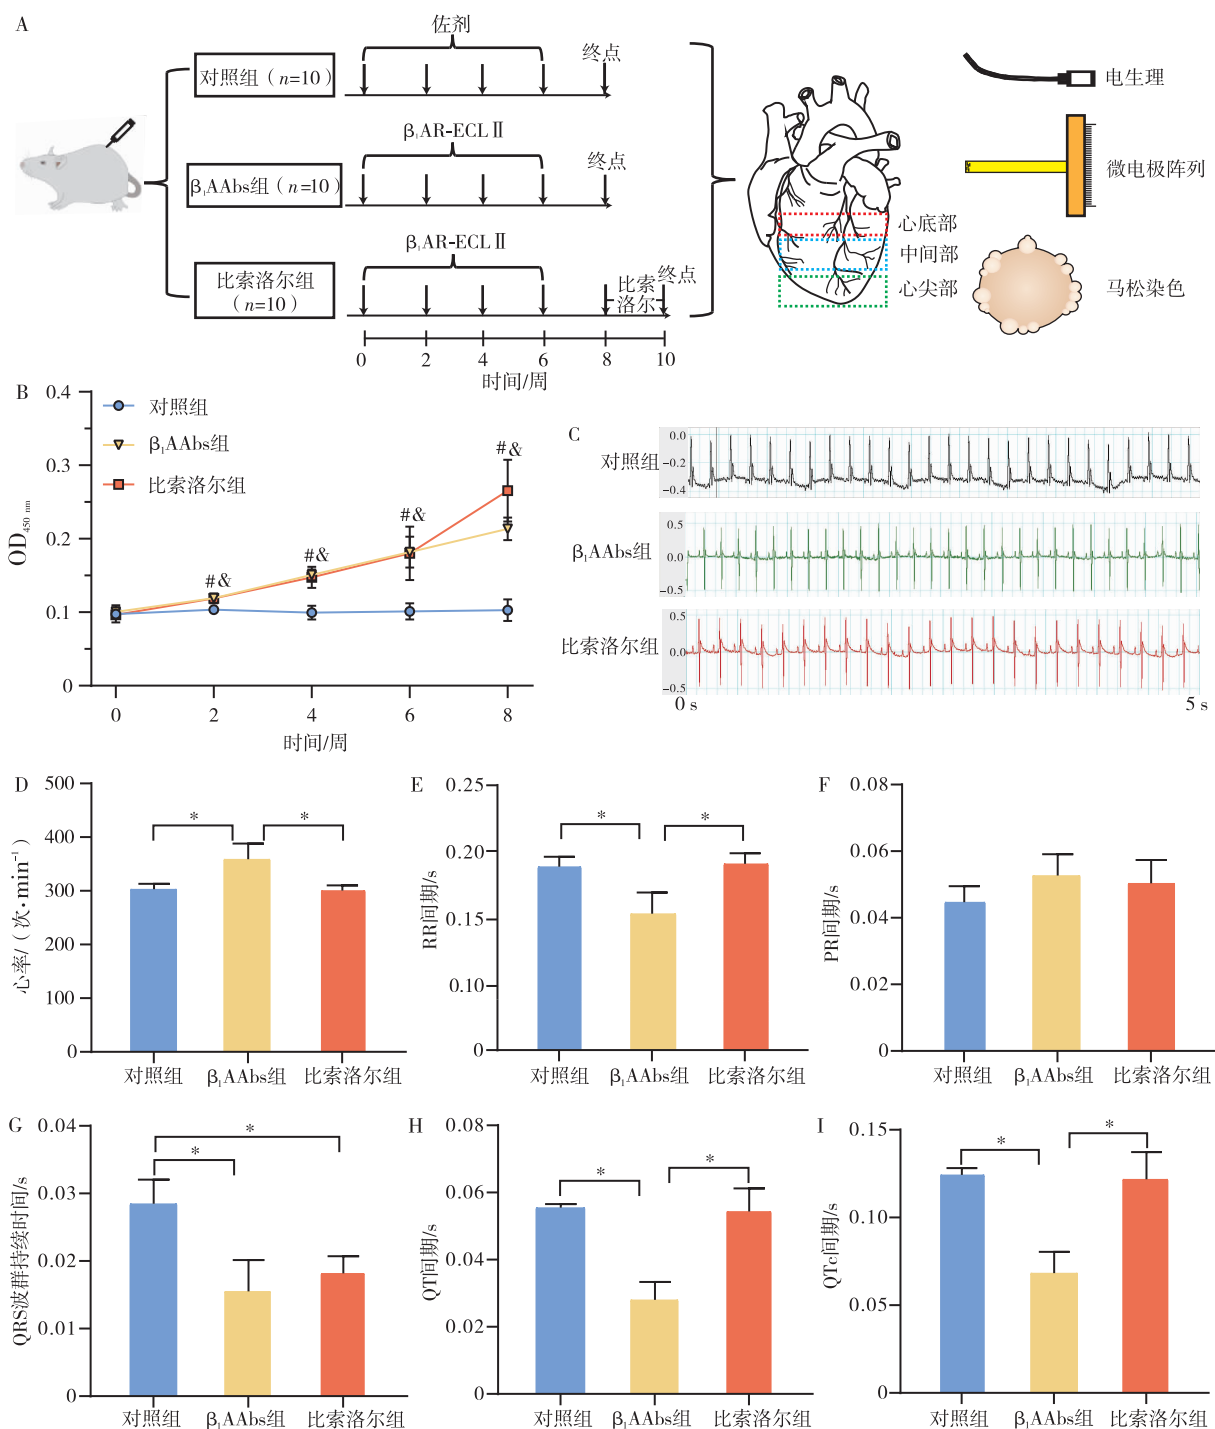 A
佐剂
终点
对照组（n=10）
β₁AR-ECLⅡ
终点
β₁AAbs组（n=10）
β₁AR-ECLⅡ
终点
比索洛尔组
（n=10）
比索
洛尔
0 2 4 6 8 10
时间/周
心底部
中间部
心尖部
电生理
微电极阵列
马松染色
B
0.4
0.3
0.2
0.1
0
OD450 nm
对照组
β₁AAbs组
比索洛尔组
#& #& #& #&
0 2 4 6 8
时间/周
C
对照组
0.0
−0.2
−0.4
β₁AAbs组
0.5
0.0
−0.5
比索洛尔组
0.5
0.0
−0.5
0 s 5 s
D
500
400
300
200
100
0
心率/（次·min⁻¹）
* *
对照组 β₁AAbs组 比索洛尔组
E
0.25
0.20
0.15
0.10
0
RR间期/s
* *
对照组 β₁AAbs组 比索洛尔组
F
0.08
0.06
0.04
0.02
0
PR间期/s
对照组 β₁AAbs组 比索洛尔组
G
0.04
0.03
0.02
0.01
0
QRS波群持续时间/s
*
*
对照组 β₁AAbs组 比索洛尔组
H
0.08
0.06
0.04
0.02
0
QT间期/s
* *
对照组 β₁AAbs组 比索洛尔组
I
0.15
0.10
0.05
0
QTc间期/s
* *
对照组 β₁AAbs组 比索洛尔组